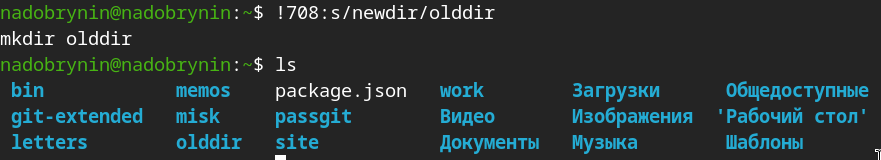 nadobrynin@nadobrynin:~$ !708:s/newdir/olddir
mkdir olddir
nadobrynin@nadobrynin:~$ ls
bin memos package.json work Загрузки Общедоступные
git-extended misk passgit Видео Изображения 'Рабочий стол'
letters olddir site Документы Музыка Шаблоны